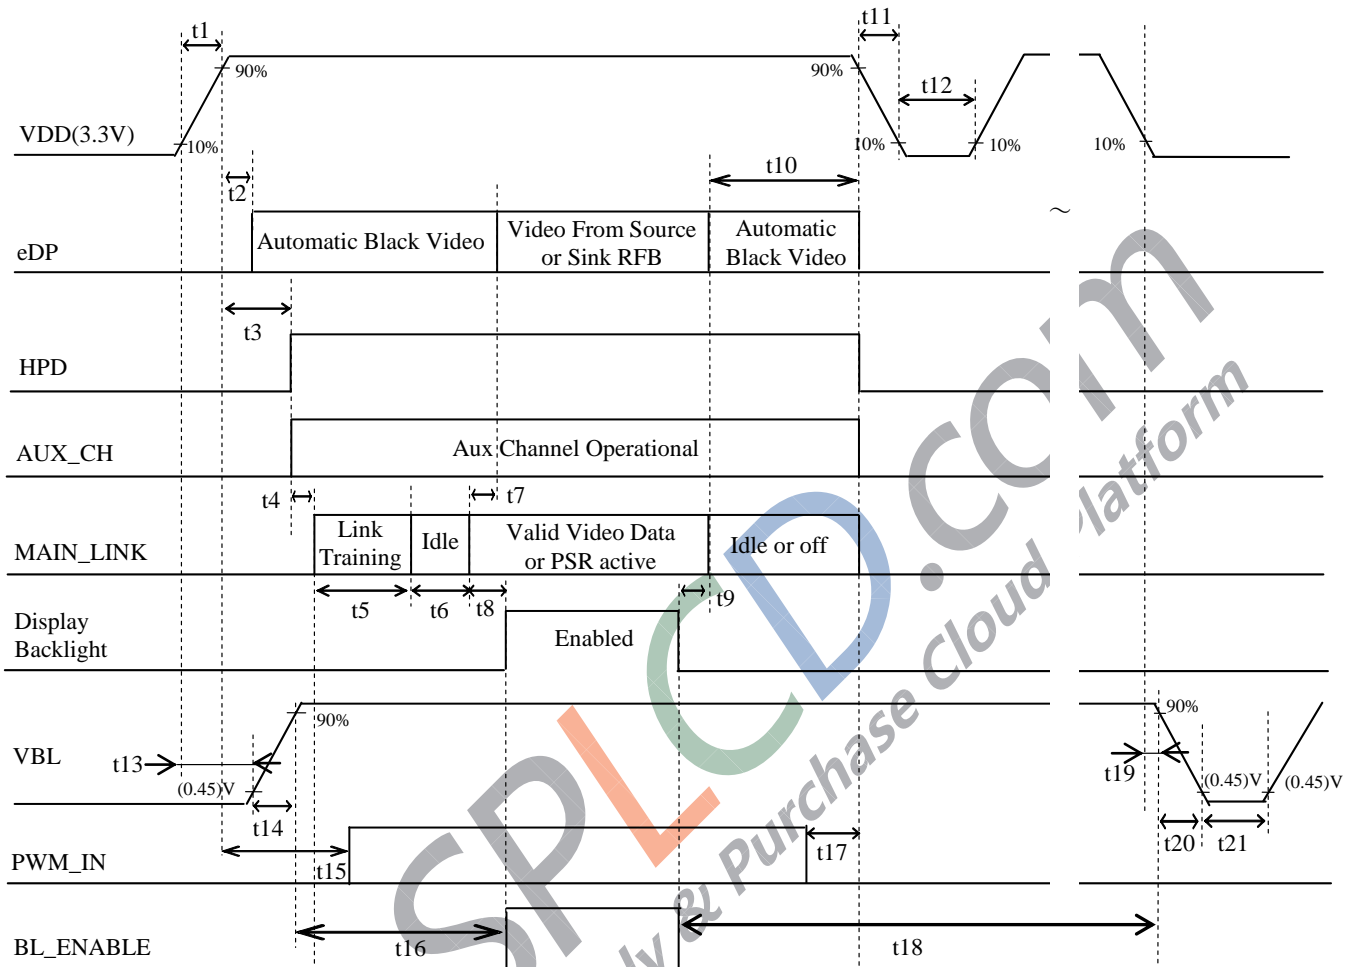 t1
t11
90%
90%
t12
VDD(3.3V)
10%
10%
10%
10%
t2
t10
eDP
Automatic Black Video
Video From Source
or Sink RFB
Automatic
Black Video
~
t3
HPD
AUX_CH
Aux Channel Operational
t4
t7
MAIN_LINK
Link
Training
Idle
Valid Video Data
or PSR active
Idle or off
t5
t6
t8
t9
Display
Backlight
Enabled
90%
90%
VBL
t13
(0.45)V
t19
(0.45)V
(0.45)V
t14
t20
t21
PWM_IN
t15
t17
BL_ENABLE
t16
t18
SPLCD.com
ly & Purchase Cloud Platform